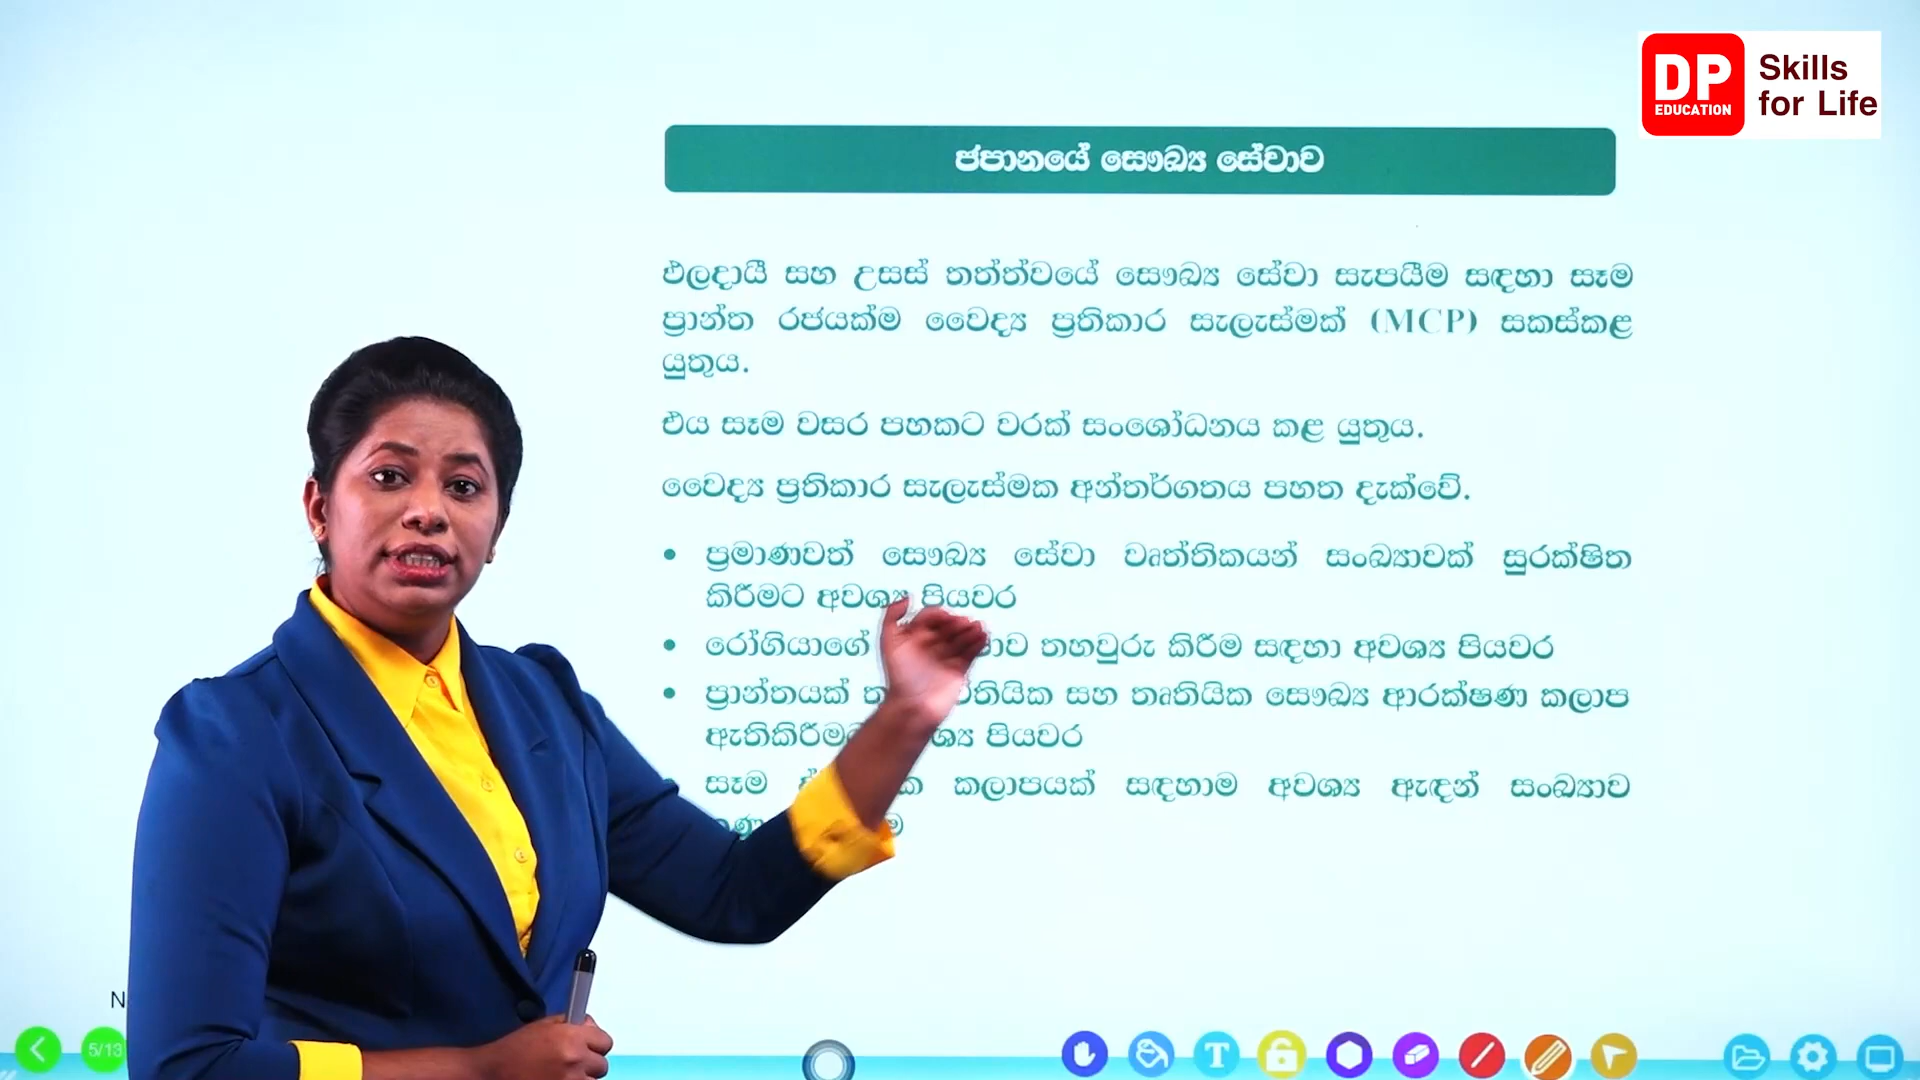 DP
EDUCATION
Skills
for Life
ජපානයේ සෞඛ්‍ය සේවාව
ඵලදායී සහ උසස් තත්ත්වයේ සෞඛ්‍ය සේවා සැපයීම සඳහා සෑම
ප්‍රාන්ත රජයක්ම වෛද්‍ය ප්‍රතිකාර සැලැස්මක් (MCP) සකස්කළ
යුතුය.
එය සෑම වසර පහකට වරක් සංශෝධනය කළ යුතුය.
වෛද්‍ය ප්‍රතිකාර සැලැස්මක අන්තර්ගතය පහත දැක්වේ.
• ප්‍රමාණවත් සෞඛ්‍ය සේවා වෘත්තිකයන් සංඛ්‍යාවක් සුරක්ෂිත
කිරීමට අවශ්‍ය පියවර
• රෝගියාගේ තහවුරු කිරීම සඳහා අවශ්‍ය පියවර
• ප්‍රාන්තයක් සහ තෘතියික සෞඛ්‍ය ආරක්ෂණ කලාප
පියවර
සෑම කලාපයක් සඳහාම අවශ්‍ය ඇඳන් සංඛ්‍යාව
5/13